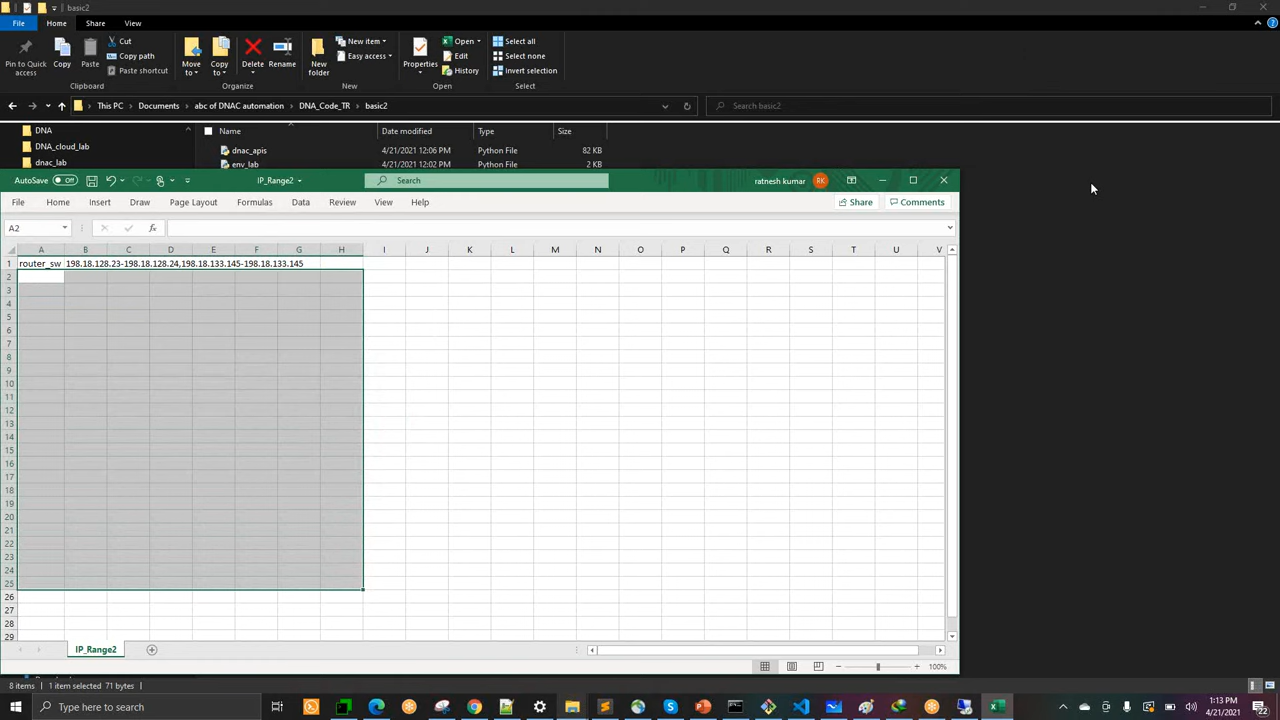 basic2
File Home Share View
Pin to Quick access
Copy
Paste
Cut
Copy path
Paste shortcut
Move to
Copy to
Delete
Rename
New folder
New item
Easy access
Properties
Open
Edit
History
Select all
Select none
Invert selection
Clipboard Organize New Open Select
This PC Documents abc of DNAC automation DNA_Code_TR basic2 Search basic2
DNA Name Date modified Type Size
DNA_cloud_lab dnac_apis 4/21/2021 12:06 PM Python File 82 KB
dnac_lab env_lab 4/21/2021 12:02 PM Python File 2 KB
AutoSave Off IP_Range2 Search ratnesh kumar RK
File Home Insert Draw Page Layout Formulas Data Review View Help Share Comments
A2 fx
A B C D E F G H I J K L M N O P Q R S T U V
1 router_sw 198.18.128.23-198.18.128.24,198.18.133.145-198.18.133.145
2
3
4
5
6
7
8
9
10
11
12
13
14
15
16
17
18
19
20
21
22
23
24
25
26
27
28
29
IP_Range2
100%
8 items 1 item selected 71 bytes
Type here to search
1:13 PM
4/21/2021